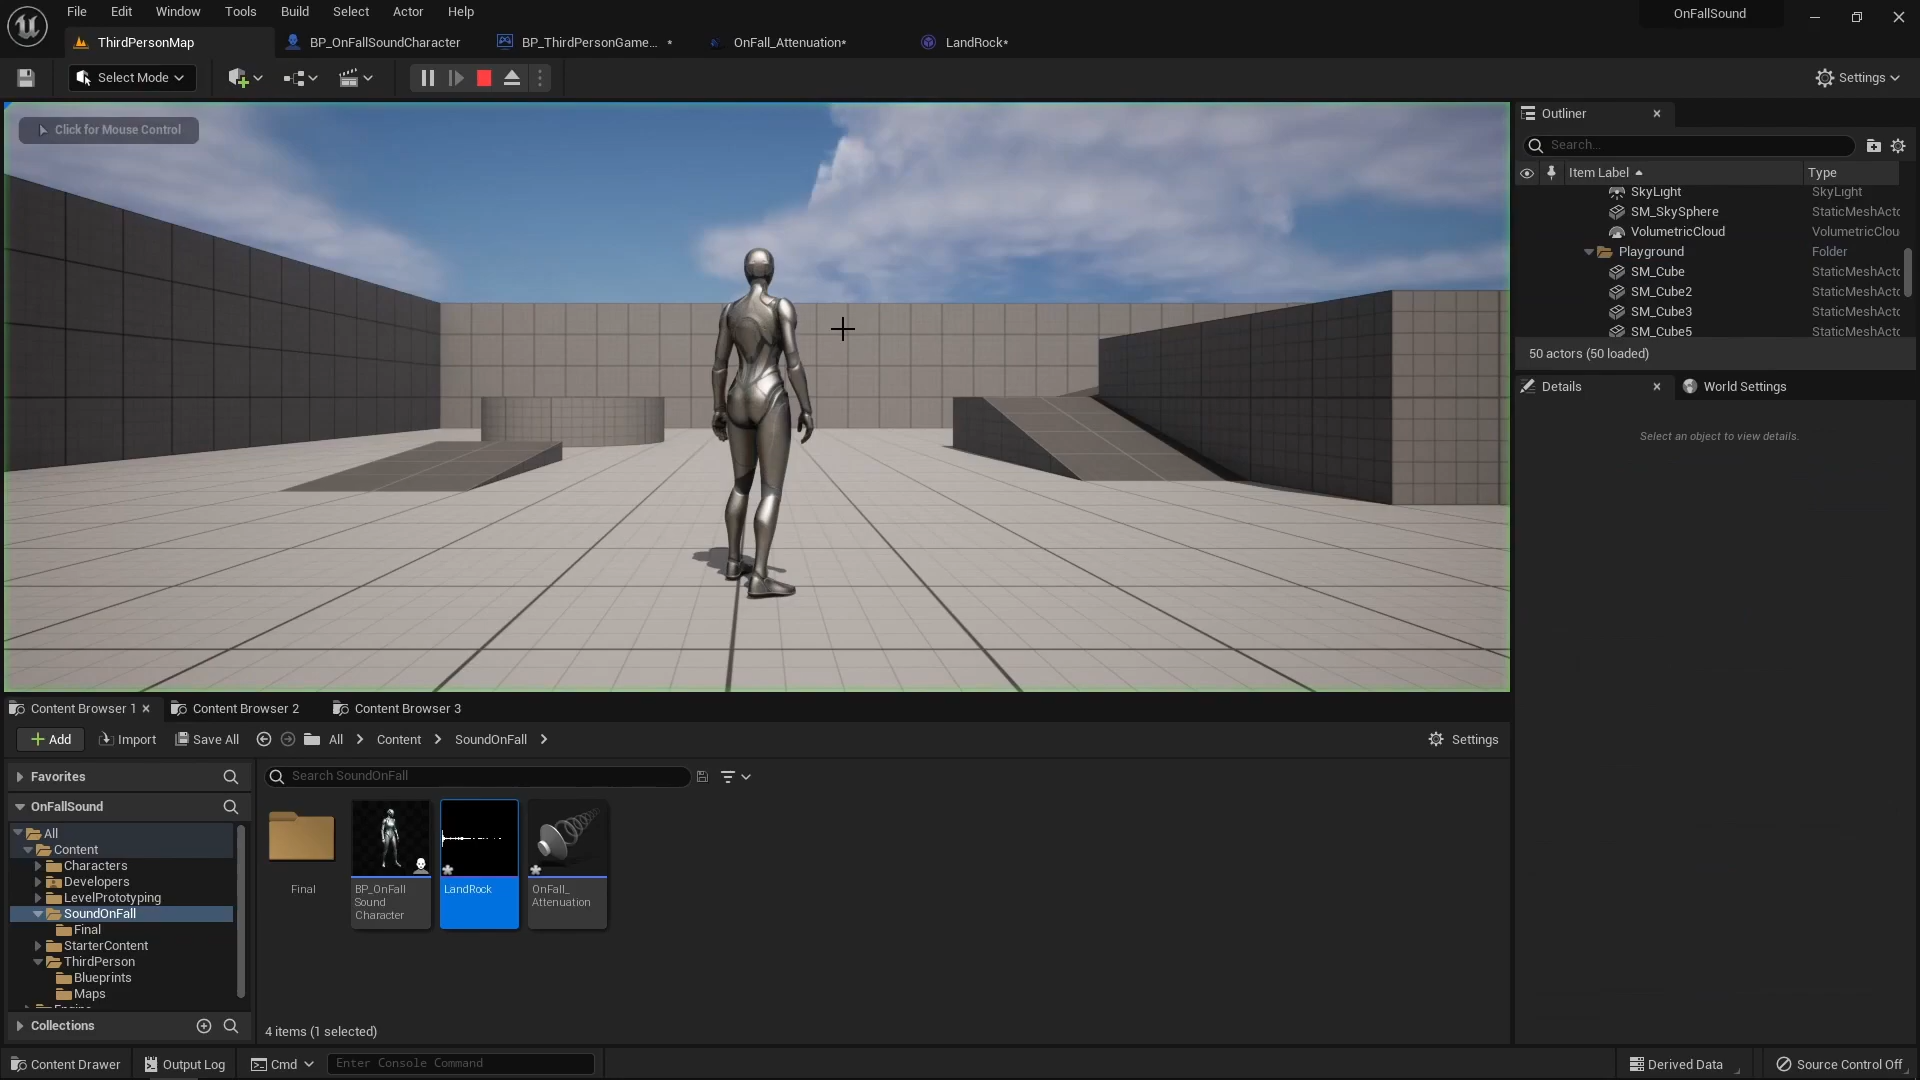 File Edit Window Tools Build Select Actor Help
OnFallSound
ThirdPersonMap
BP_OnFallSoundCharacter
BP_ThirdPersonGame... *
OnFall_Attenuation*
LandRock*
Select Mode
Settings
Click for Mouse Control
Outliner
Search...
Item Label
Type
SkyLight SkyLight
SM_SkySphere StaticMeshActo
VolumetricCloud VolumetricClou
Playground Folder
SM_Cube StaticMeshActo
SM_Cube2 StaticMeshActo
SM_Cube3 StaticMeshActo
SM_Cube5 StaticMeshActo
50 actors (50 loaded)
Details
World Settings
Select an object to view details.
Content Browser 1
Content Browser 2
Content Browser 3
Add
Import
Save All
All
Content
SoundOnFall
Settings
Favorites
Search SoundOnFall
OnFallSound
All
Content
Characters
Developers
LevelPrototyping
SoundOnFall
Final
StarterContent
ThirdPerson
Blueprints
Maps
Collections
Final
BP_OnFall
Sound
Character
LandRock
OnFall_
Attenuation
4 items (1 selected)
Content Drawer
Output Log
Cmd
Enter Console Command
Derived Data
Source Control Off